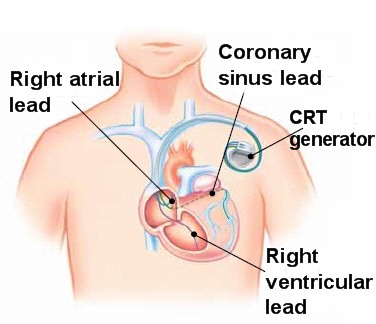 Coronary
sinus lead
Right atrial
lead
CRT
generator
Right
ventricular
lead